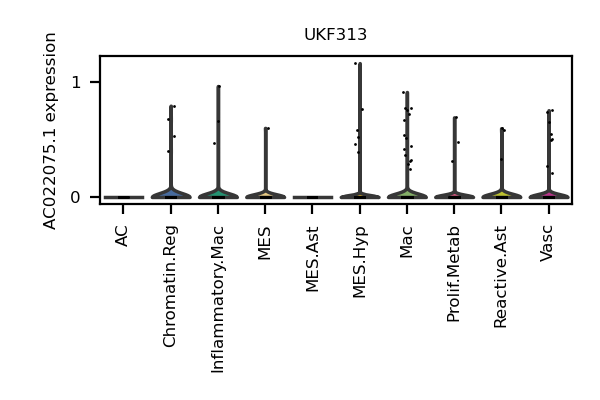 UKF313
AC022075.1 expression
1
0
AC
Chromatin.Reg
Inflammatory.Mac
MES
MES.Ast
MES.Hyp
Mac
Prolif.Metab
Reactive.Ast
Vasc